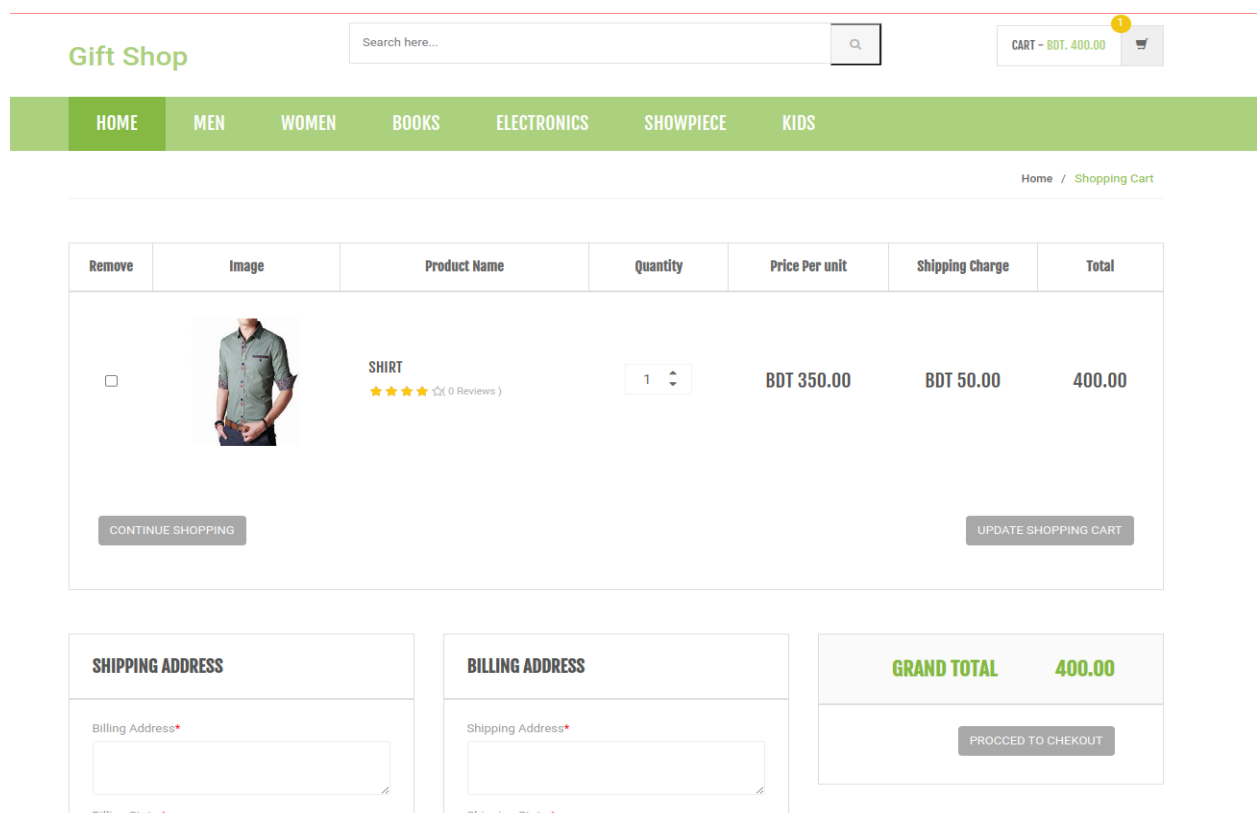 1
Search here...
CART - BDT. 400.00
Gift Shop
HOME MEN WOMEN BOOKS ELECTRONICS SHOWPIECE KIDS
Home / Shopping Cart
Remove Image Product Name Quantity Price Per unit Shipping Charge Total
SHIRT
( 0 Reviews )
1
BDT 350.00 BDT 50.00 400.00
CONTINUE SHOPPING UPDATE SHOPPING CART
SHIPPING ADDRESS BILLING ADDRESS GRAND TOTAL 400.00
Billing Address* Shipping Address*
PROCCED TO CHEKOUT